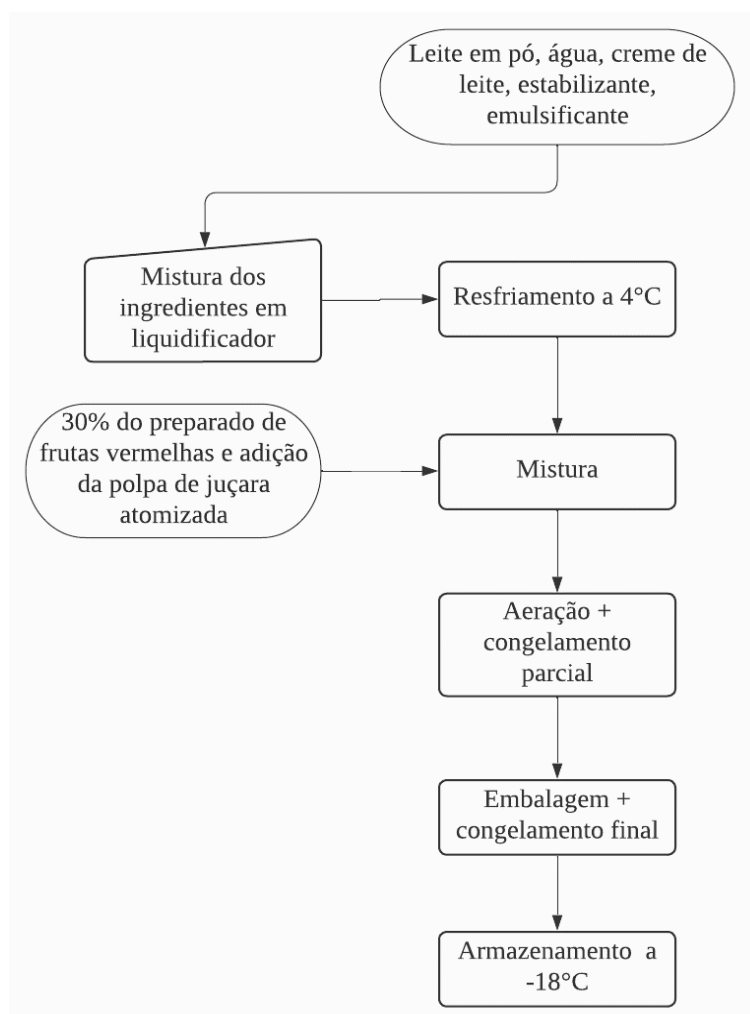 Leite em pó, água, creme de
leite, estabilizante,
emulsificante
Mistura dos
ingredientes em
liquidificador
Resfriamento a 4°C
30% do preparado de
frutas vermelhas e adição
da polpa de juçara
atomizada
Mistura
Aeração +
congelamento
parcial
Embalagem +
congelamento final
Armazenamento a
-18°C